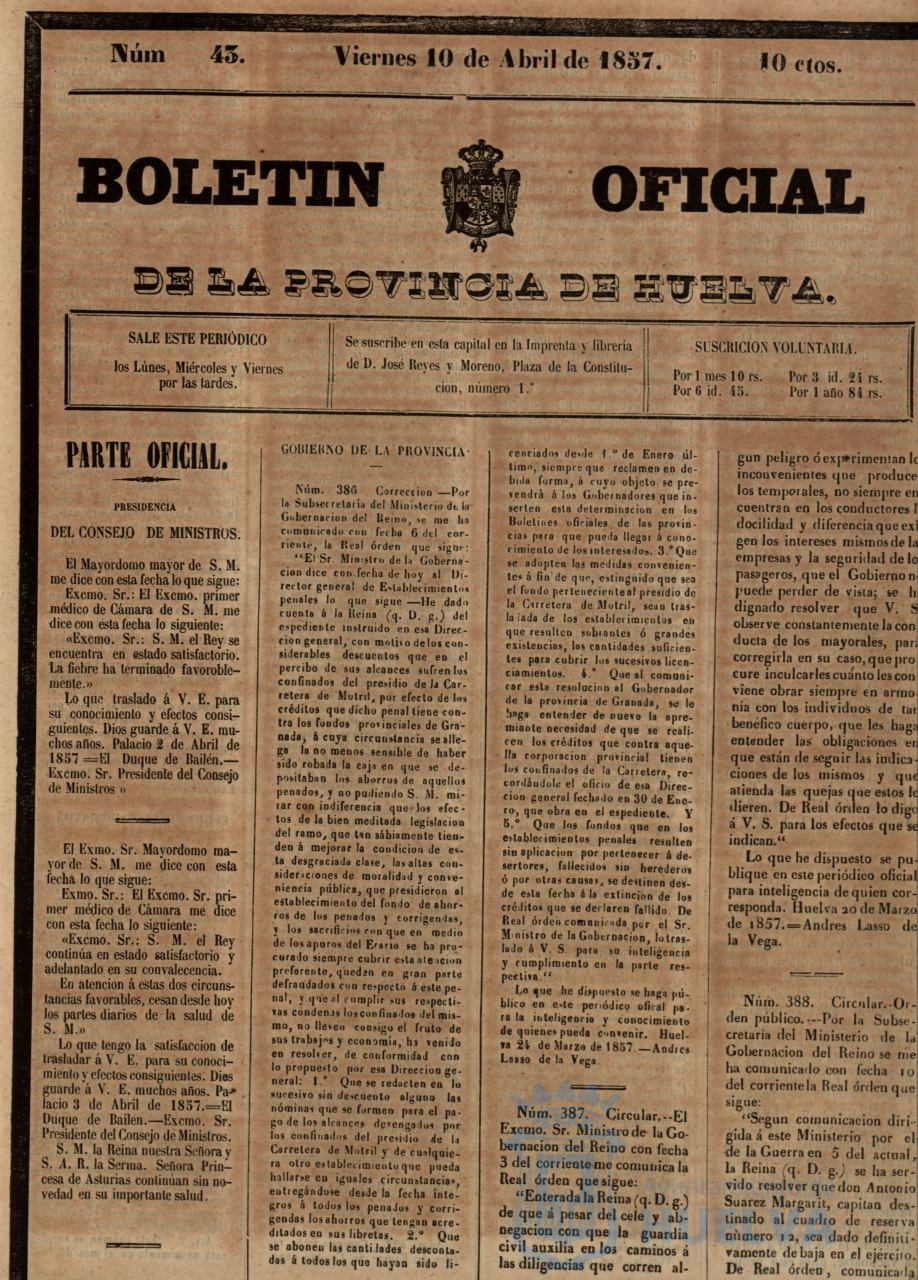 Núm 43.
Viernes 10 de Abril de 1857.
10 ctos.
BOLETIN OFICIAL
DE LA PROVINCIA DE HUELVA.
SALE ESTE PERIÓDICO
los Lúnes, Miércoles y Viernes
por las tardes.
Se suscribe en esta capital en la Imprenta y libreria
de D. José Reyes y Moreno, Plaza de la Constitu-
cion, número 1.°
SUSCRICION VOLUNTARIA.
Por 1 mes 10 rs. Por 3 id. 24 rs.
Por 6 id. 45. Por 1 año 84 rs.
PARTE OFICIAL.
PRESIDENCIA
DEL CONSEJO DE MINISTROS.
El Mayordomo mayor de S. M.
me dice con esta fecha lo que sigue:
Excmo. Sr.: El Excmo. primer
médico de Cámara de S. M. me
dice con esta fecha lo siguiente:
«Excmo. Sr.: S. M. el Rey se
encuentra en estado satisfactorio.
La fiebre ha terminado favoroble-
mente.»
Lo que traslado á V. E. para
su conocimiento y efectos consi-
guientes. Dios guarde á V. E. mu-
chos años. Palacio 2 de Abril de
1857 ═El Duque de Bailén.—
Excmo. Sr. Presidente del Consejo
de Ministros »
El Exmo. Sr. Mayordomo ma-
yor de S. M. me dice con esta
fecha lo que sigue:
Exmo. Sr.: El Excmo. Sr. pri-
mer médico de Cámara me dice
con esta fecha lo siguiente:
«Excmo. Sr.: S. M. el Rey
continúa en estado satisfactorio y
adelantado en su convalecencia.
En atencion á estas dos circuns-
tancias favorables, cesan desde hoy
los partes diarios de la salud de
S. M.»
Lo que tengo la satisfaccion de
trasladar á V. E. para su conoci-
miento y efectos consiguientes. Dios
guarde á V. E. muchos años. Pa-
lacio 3 de Abril de 1857.═El
Duque de Bailen.—Excmo. Sr.
Presidente del Consejo de Ministros.
S. M. la Reina nuestra Señora y
S. A. R. la Serma. Señora Prin-
cesa de Asturias continuan sin no-
vedad en su importante salud.
GOBIERNO DE LA PROVINCIA·
Núm. 386 Correccion —Por
la Subsecretaria del Ministerio de la
Gobernacion del Reino, se me ha
comunicado con fecha 6 del cor-
riente, la Real órden que sigue:
"El Sr. Ministro de la Goberna-
cion dice con fecha de hoy al Di-
rector general de Establecimientos
penales lo que sigue —He dado
cuenta á la Reina (q. D. g.) del
espediente instruido en esa Direc-
cion general, con motivo de los con-
siderables descuentos que en el
percibo de sus alcances sufren los
confinados del presidio de la Car-
retera de Motril, por efecto de los
créditos que dicho penal tiene con-
tra los fondos provinciales de Gra-
nada, á cuya circunstancia se alle-
ga la no menos sensible de haber
sido robada la caja en que se de-
positaban los ahorros de aquellos
penados, y no pudiendo S. M. mi-
rar con indiferencia que los efec-
tos de la bien meditada legislacion
del ramo, que tan sábiamente tien-
den á mejorar la condicion de es-
ta desgraciada clase, las altas con-
sideraciones de moralidad y conve-
niencia pública, que presidieron al
establecimiento del fondo de ahor-
ros de los penados y corrigendas,
y los sacrificios con que en medio
de los apuros del Erario se ha pro-
curado siempre cubrir esta atencion
preferente, queden en gran parte
defraudados con respecto á este pe-
nal, y que al cumplir sus respecti-
vas condenas los confinados del mis-
mo, no lleven consigo el fruto de
sus trabajos y economía, ha venido
en resolver, de conformidad con
lo propuesto por esa Direccion ge-
neral: 1.° Que se redacten en lo
sucesivo sin descuento alguno las
nóminas que se formen para el pa-
go de los alcances devengados por
los confinados del presidio de la
Carretera de Motril y de cualquie-
ra otro establecimiento que pueda
hallarse en iguales circunstancias,
entregándose desde la fecha inte-
gros á todos los penados y corri-
gendas los ahorros que tengan acre-
ditados en sus libretas. 2.° Que
se abonen las cantidades desconta-
das á todos los que hayan sido li-
cenciados desde 1.° de Enero úl-
timo, siempre que reclamen en de-
bida forma, á cuyo objeto se pre-
vendrá á los Gobernadores que in-
serten esta determinacion en los
Boletines oficiales de las provin-
cias para que pueda llegar á cono-
cimiento de los interesados. 3.° Que
se adopten las medidas convenien-
tes á fin de que, estinguido que sea
el fondo perteneciente al presidio de
la Carretera de Motril, sean tras-
ladada de los establecimientos en
que resulten sobrantes ó grandes
existencias, las cantidades suficien-
tes para cubrir los sucesivos licen-
ciamientos. 4.° Que al comuni-
car esta resolucion al Gobernador
de la provincia de Granada, se le
haga entender de nuevo la apre-
miante necesidad de que se reali-
cen los créditos que contra aque-
lla corporacion provincial tienen
los confinados de la Carretera, re-
cordándole el oficio de esa Direc-
cion general fechado en 30 de Ene-
ro, que obra en el espediente. Y
5.° Que los fondos que en los
establecimientos penales resulten
sin aplicacion por pertenecer á de-
sertores, fallecidos sin herederos
ó por otras causas, se destinen des-
de esta fecha á la extincion de los
créditos que se declaren fallido. De
Real órden comunicada por el Sr.
Ministro de la Gobernacion, lo tras-
lado á V. S. para su inteligencia
y cumplimiento en la parte res-
pectiva."
Lo que he dispuesto se haga pú-
blico en este periódico ofiral pa-
ra la inteligencia y conocimiento
de quienes pueda convenir. Huel-
va 24 de Marzo de 1857.—Andres
Lasso de la Vega.
Núm. 387. Circular.--El
Excmo. Sr. Ministro de la Go-
bernacion del Reino con fecha
3 del corriente me comunica la
Real órden que sigue:
"Enterada la Reina (q. D. g.)
de que á pesar del celo y ab-
negacion con que la guardia
civil auxilia en los caminos á
las diligencias que corren al-
gun peligro ó experimentan lo
inconvenientes que produce
los temporales, no siempre en
cuentran en los conductores l
docilidad y diferencia que exi
gen los intereses mismos de la
empresas y la seguridad de lo
pasageros, que el Gobierno n
puede perder de vista; se h
dignado resolver que V. S
observe constantemente la con
ducta de los mayorales, par
corregirla en su caso, que pro
cure inculcarles cuánto les con
viene obrar siempre en armo
nía con los individuos de tan
benéfico cuerpo, que les haga
entender las obligaciones en
que están de seguir las indica-
ciones de los mismos y que
atienda las quejas que estos le
dieren. De Real órden lo digo
á V. S. para los efectos que se
indican."
Lo que he dispuesto se pu-
blique en este periódico oficial
para inteligencia de quien cor-
responda. Huelva 20 de Marzo
de 1857.═Andres Lasso de
la Vega.
Núm. 388. Circular.-Or-
den público.---Por la Subse-
cretaria del Ministerio de la
Gobernacion del Reino se me
ha comunicado con fecha 10
del corriente la Real órden que
sigue:
"Segun comunicacion diri-
gida á este Ministerio por el
de la Guerra en 5 del actual,
la Reina (q. D. g.) se ha ser-
vido resolver que don Antonio
Suarez Margarit, capitan des-
tinado al cuadro de reserva
número 12, sea dado definiti-
vamente de baja en el ejército.
De Real órden, comunicada